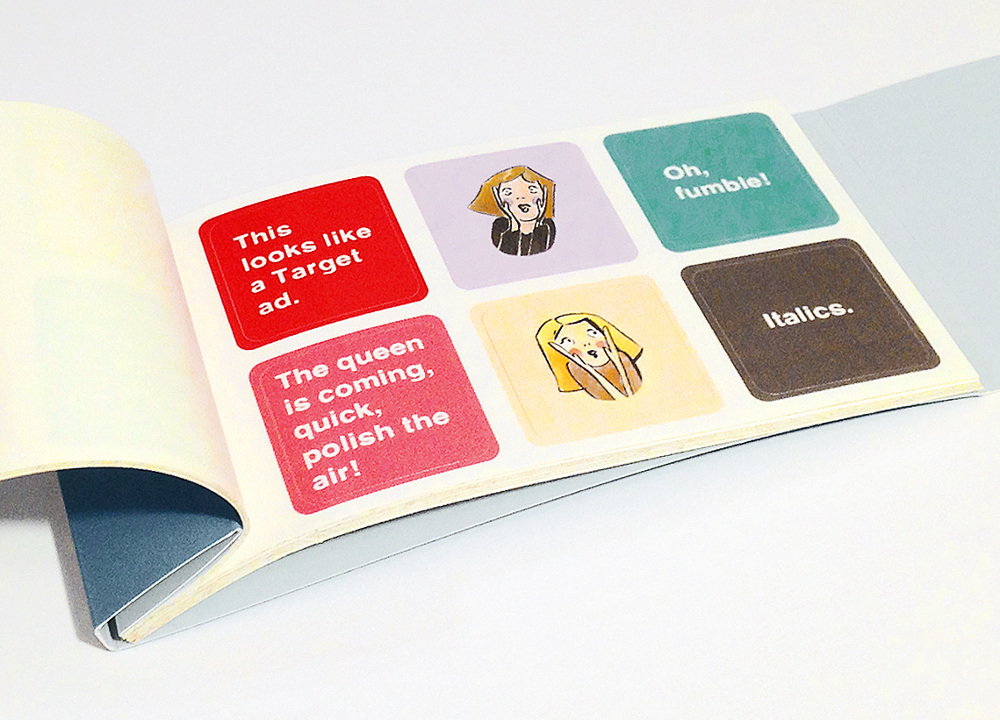 This
looks like
a Target
ad.
Oh,
fumble!
The queen
is coming,
quick,
polish the
air!
Italics.